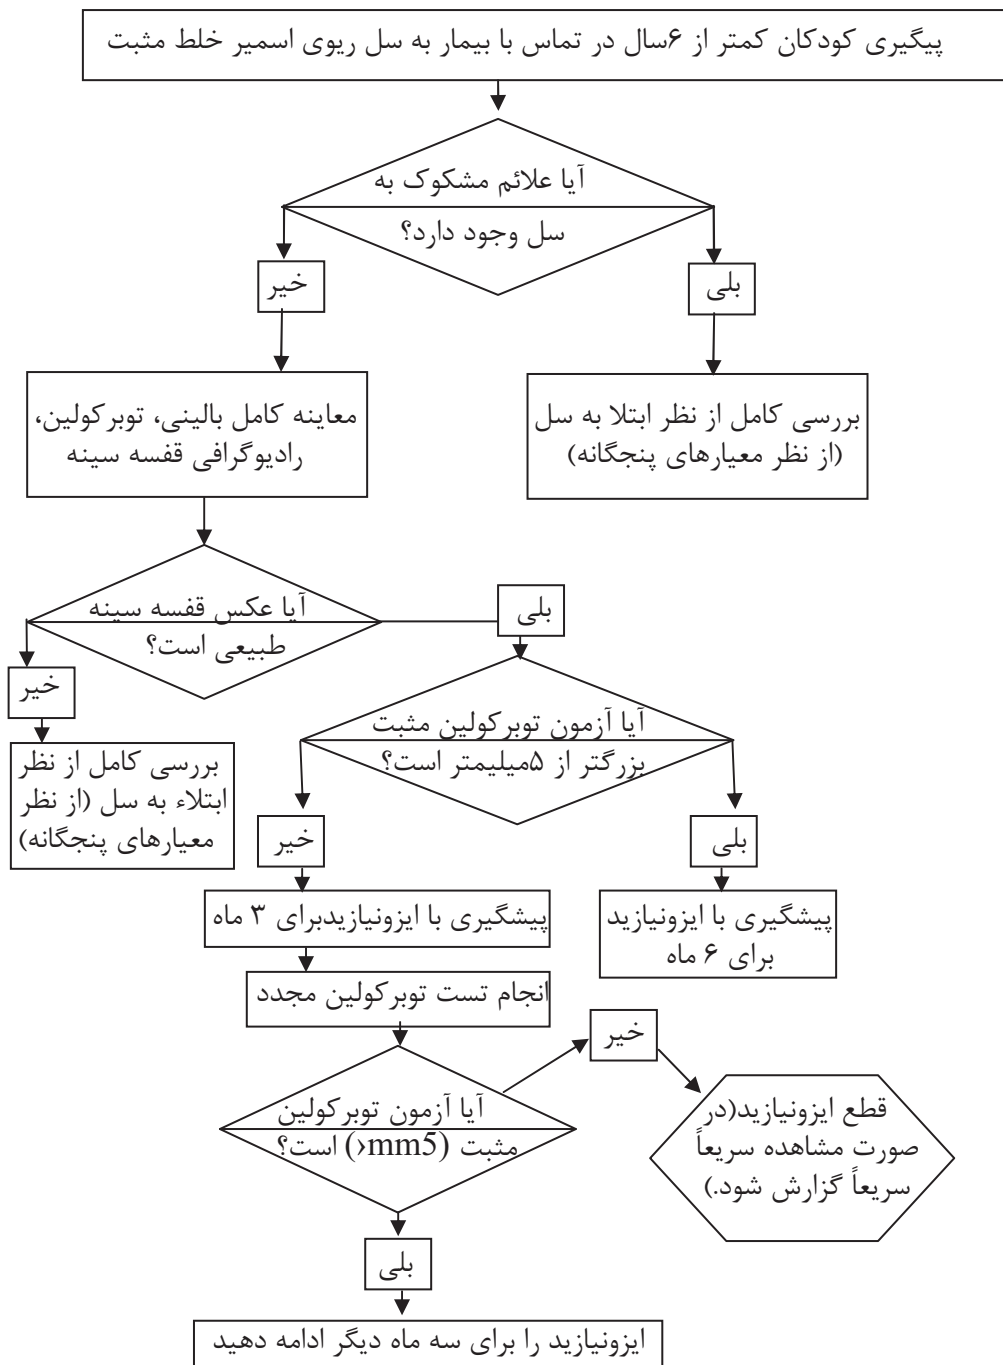 پیگیری کودکان کمتر از ۶سال در تماس با بیمار به سل ریوی اسمیر خلط مثبت
آیا علائم مشکوک به
سل وجود دارد؟
خیر
بلی
معاینه کامل بالینی، توبرکولین،
رادیوگرافی قفسه سینه
بررسی کامل از نظر ابتلا به سل
(از نظر معیارهای پنجگانه)
آیا عکس قفسه سینه
طبیعی است؟
بلی
خیر
بررسی کامل از نظر
ابتلاء به سل (از نظر
معیارهای پنجگانه)
آیا آزمون توبرکولین مثبت
بزرگتر از ۵میلیمتر است؟
خیر
بلی
پیشگیری با ایزونیازیدبرای ۳ ماه
پیشگیری با ایزونیازید
برای ۶ ماه
انجام تست توبرکولین مجدد
خیر
آیا آزمون توبرکولین
مثبت (›mm5) است؟
قطع ایزونیازید(در
صورت مشاهده سریعاً
سریعاً گزارش شود.)
بلی
ایزونیازید را برای سه ماه دیگر ادامه دهید